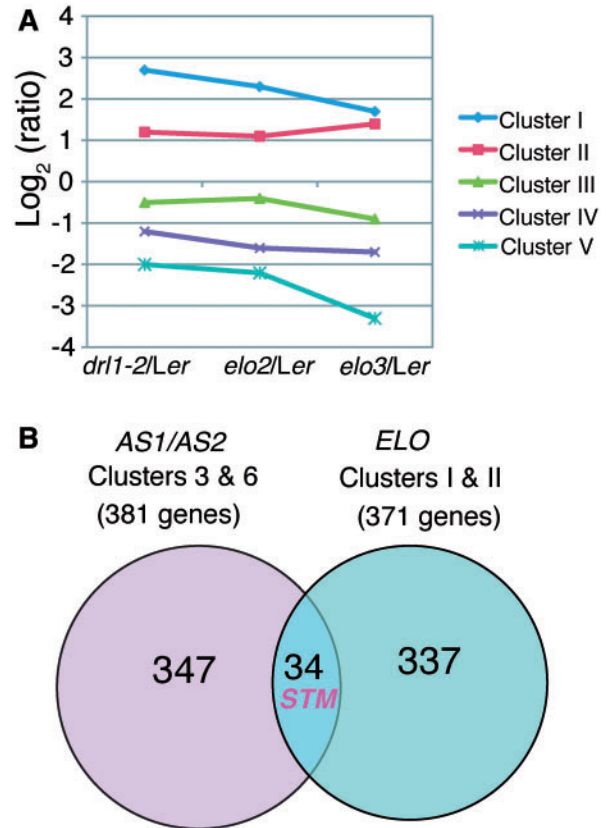 A
4
3
2
1
0
-1
-2
-3
-4
Log2 (ratio)
drl1-2/Ler elo2/Ler elo3/Ler
Cluster I
Cluster II
Cluster III
Cluster IV
Cluster V
B
AS1/AS2
Clusters 3 & 6
(381 genes)
ELO
Clusters I & II
(371 genes)
347
34
STM
337